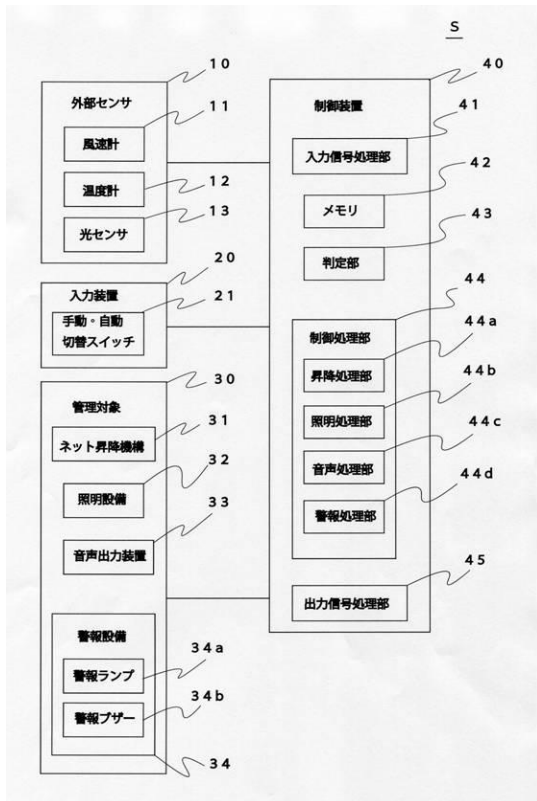 S
10
外部センサ
11
風速計
12
温度計
13
光センサ
20
入力装置
21
手動・自動
切替スイッチ
30
管理対象
31
ネット昇降機構
32
照明設備
33
音声出力装置
警報設備
34a
警報ランプ
34b
警報ブザー
34
40
制御装置
41
入力信号処理部
42
メモリ
43
判定部
44
制御処理部
44a
昇降処理部
44b
照明処理部
44c
音声処理部
44d
警報処理部
45
出力信号処理部